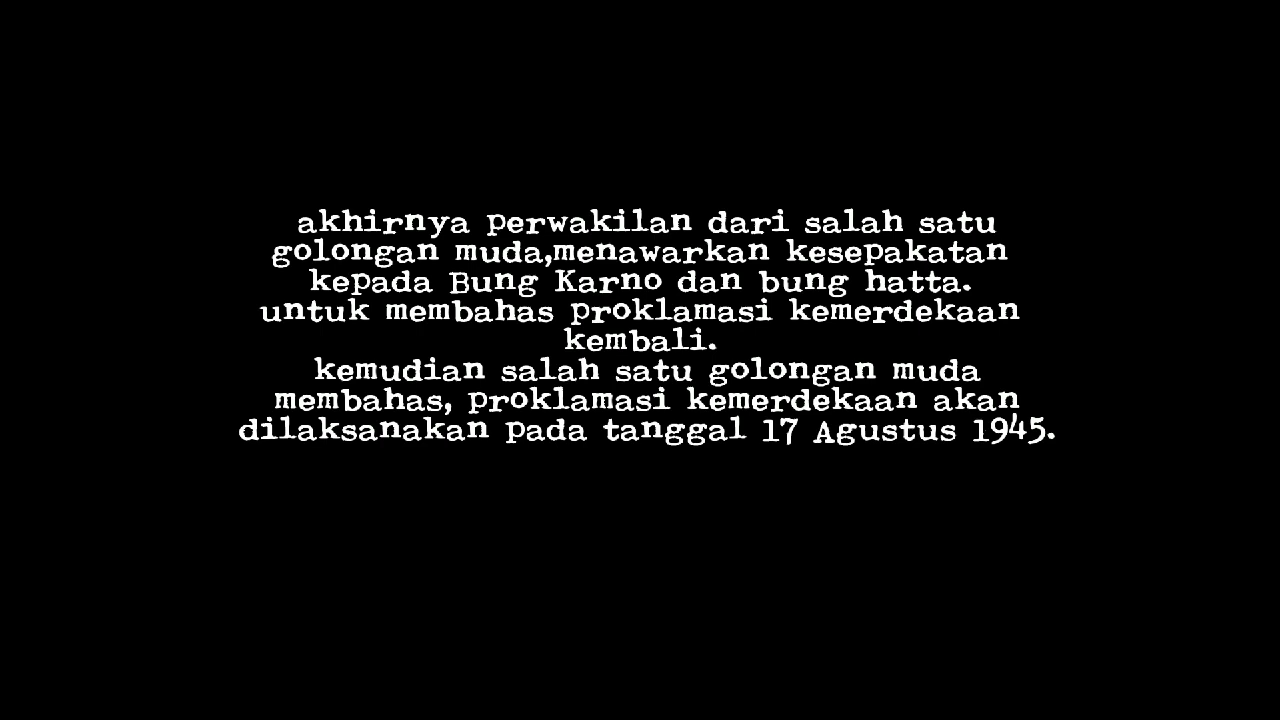 akhirnya perwakilan dari salah satu
golongan muda,menawarkan kesepakatan
kepada Bung Karno dan bung hatta.
untuk membahas proklamasi kemerdekaan
kembali.
kemudian salah satu golongan muda
membahas, proklamasi kemerdekaan akan
dilaksanakan pada tanggal 17 Agustus 1945.